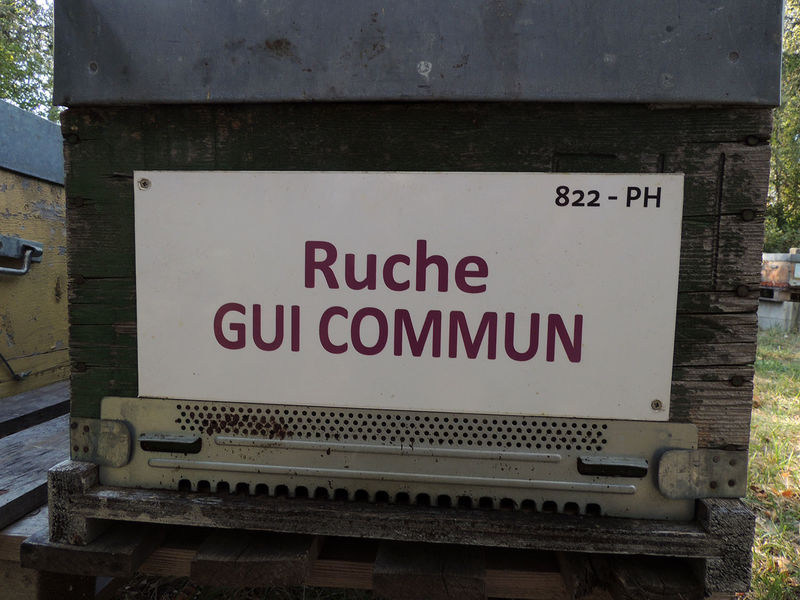 822 - PH
Ruche
GUI COMMUN